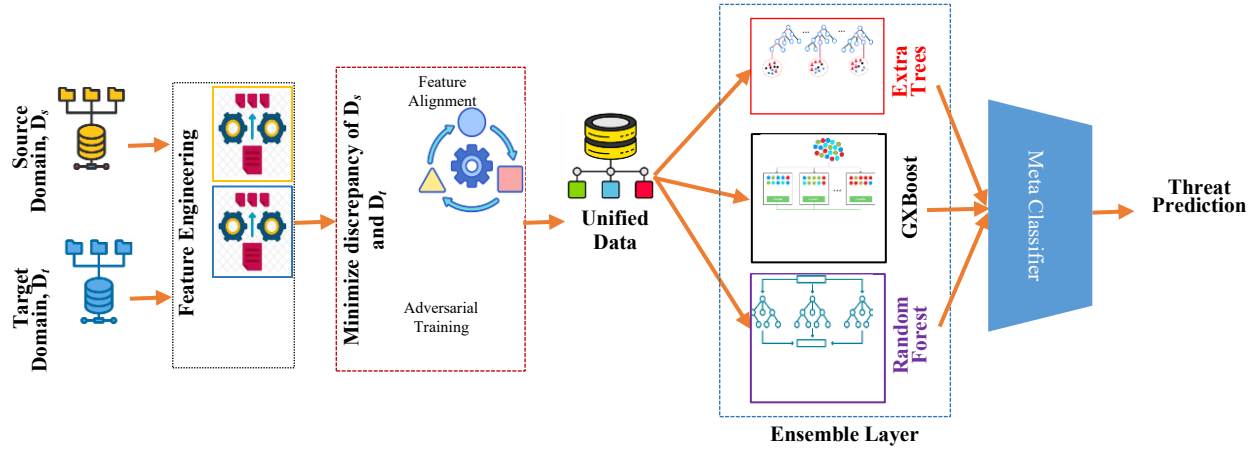 Source
Domain, Ds
Target
Domain, Dt
Feature Engineering
Minimize discrepancy of Ds
and Dt
Feature
Alignment
Adversarial
Training
Unified
Data
...
...
Extra
Trees
...
GXBoost
Random
Forest
Ensemble Layer
Meta Classifier
Threat
Prediction